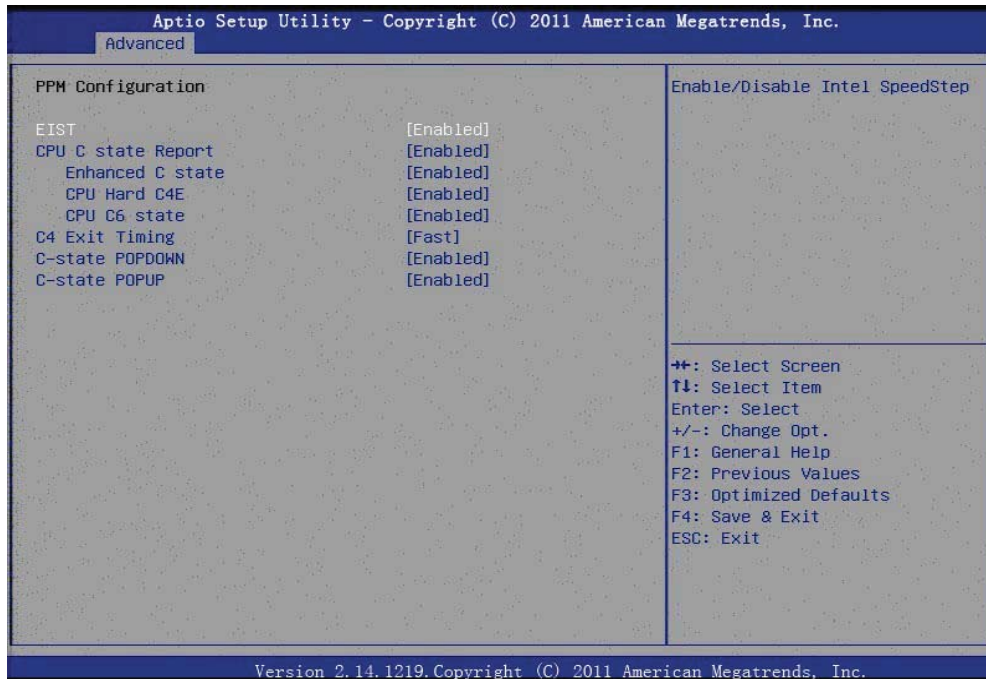 Aptio Setup Utility - Copyright (C) 2011 American Megatrends, Inc.
Advanced
PPM Configuration
EIST [Enabled]
CPU C state Report [Enabled]
Enhanced C state [Enabled]
CPU Hard C4E [Enabled]
CPU C6 state [Enabled]
C4 Exit Timing [Fast]
C-state POPDOWN [Enabled]
C-state POPUP [Enabled]
Enable/Disable Intel SpeedStep
→←: Select Screen
↑↓: Select Item
Enter: Select
+/-: Change Opt.
F1: General Help
F2: Previous Values
F3: Optimized Defaults
F4: Save & Exit
ESC: Exit
Version 2.14.1219.Copyright (C) 2011 American Megatrends, Inc.